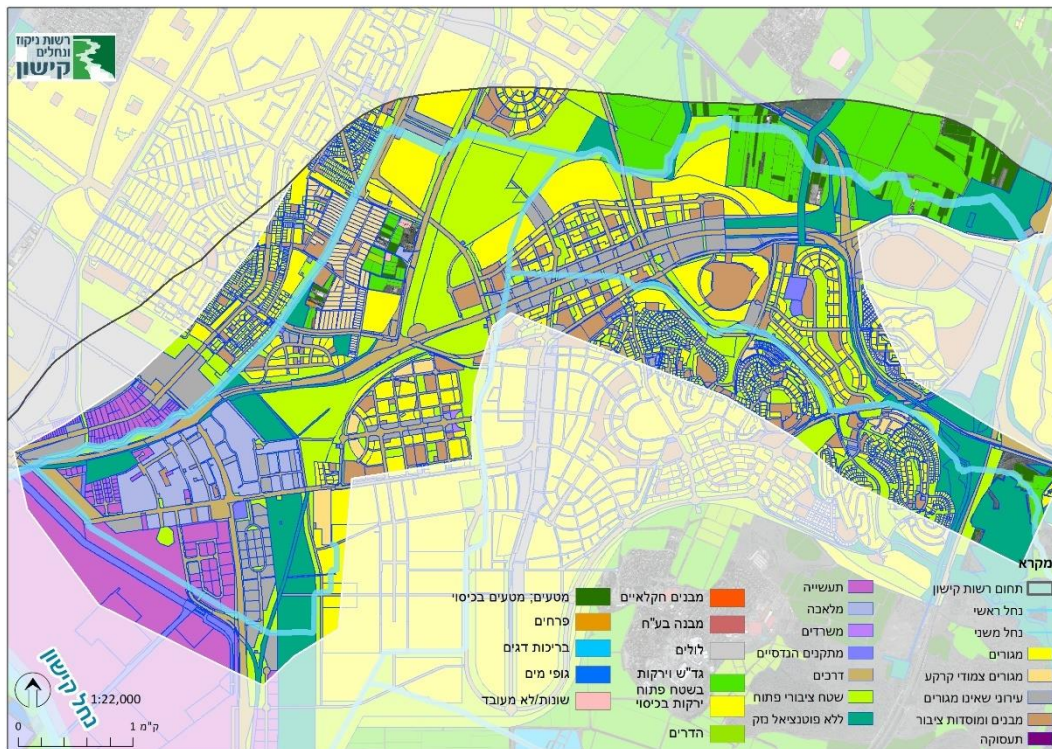 רשות ניקוז
ונחלים
קישון
מקרא
תחום רשות קישון
נחל ראשי
נחל משני
מגורים
מגורים צמודי קרקע
עירוני שאינו מגורים
מבנים ומוסדות ציבור
תעסוקה
תעשייה
מלאכה
משרדים
מתקנים הנדסיים
דרכים
שטח ציבורי פתוח
ללא פוטנציאל נזק
מבנים חקלאיים
מבנה בע"ח
לולים
גד"ש וירקות
בשטח פתוח
ירקות בכיסוי
הדרים
מטעים; מטעים בכיסוי
פרחים
בריכות דגים
גופי מים
שונות/לא מעובד
נחל קישון
1:22,000
0 1 ק"מ